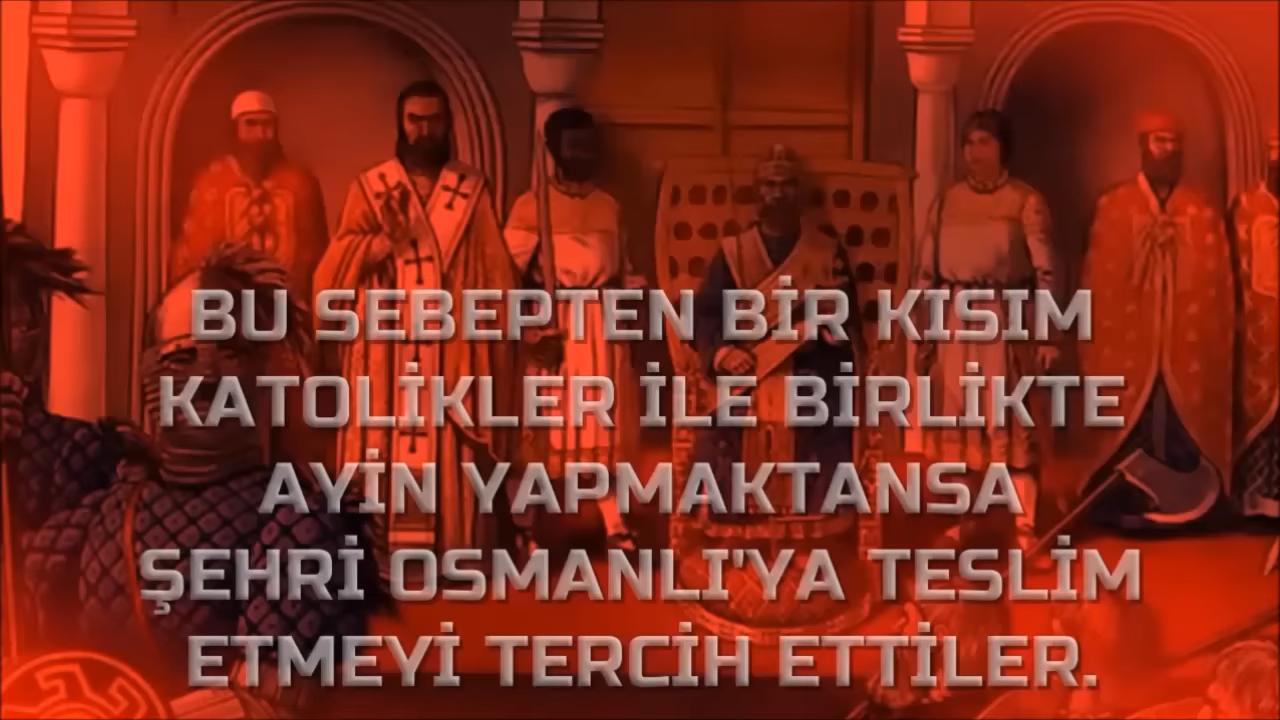 BU SEBEPTEN BİR KISIM
KATOLİKLER İLE BİRLİKTE
AYİN YAPMAKTANSA
ŞEHRİ OSMANLI'YA TESLİM
ETMEYİ TERCİH ETTİLER.